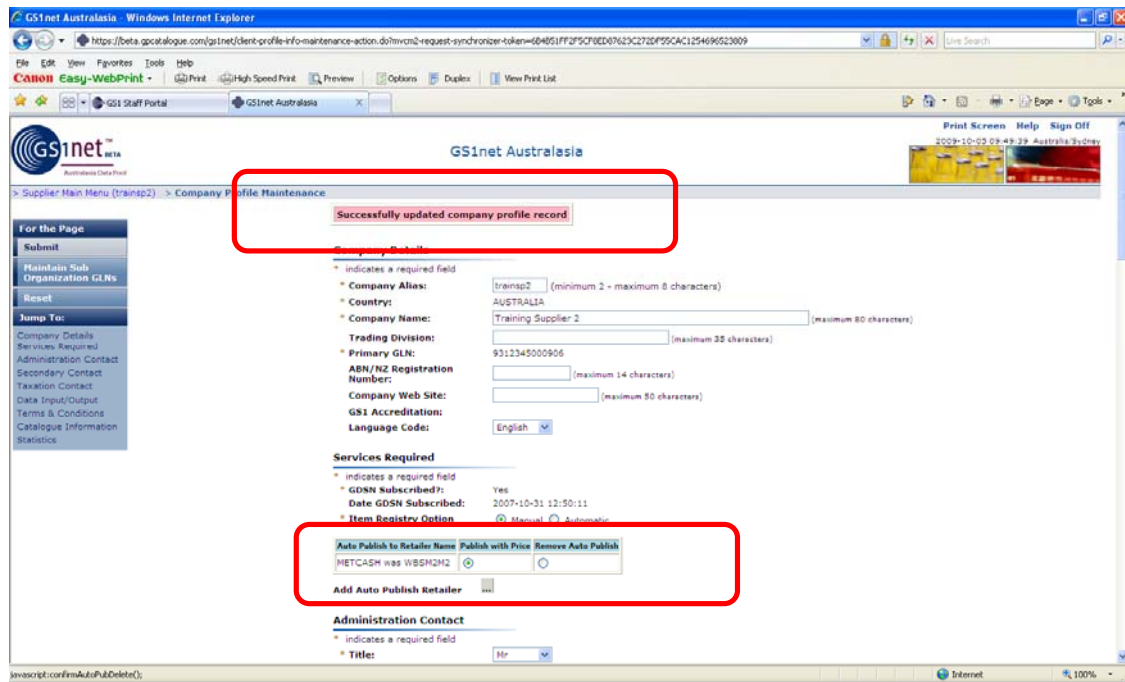 GS1net Australasia - Windows Internet Explorer
https://beta.gpcatalogue.com/gs1net/client-profile-info-maintenance-action.do?mvcm2-request-synchronizer-token=
Live Search
File Edit View Favorites Tools Help
Canon Easy-WebPrint Print High Speed Print Preview Options Duplex View Print List
GS1 Staff Portal GS1net Australasia X Page Tools
Print Screen Help Sign Off
2009-10-03 09:49:39 Australia/Sydney
GS1net™ BETA
Australasia Data Pool
GS1net Australasia
> Supplier Main Menu (trainsp2) > Company Profile Maintenance
Successfully updated company profile record
For the Page
Submit
Maintain Sub
Organization GLNs
Reset
Jump To:
Company Details
Services Required
Administration Contact
Secondary Contact
Taxation Contact
Data Input/Output
Terms & Conditions
Catalogue Information
Statistics
Company Details
* indicates a required field
* Company Alias: trainsp2 (minimum 2 - maximum 8 characters)
* Country: AUSTRALIA
* Company Name: Training Supplier 2 (maximum 80 characters)
Trading Division: (maximum 35 characters)
* Primary GLN: 9312345000906
ABN/NZ Registration
Number: (maximum 14 characters)
Company Web Site: (maximum 50 characters)
GS1 Accreditation:
Language Code: English
Services Required
* indicates a required field
* GDSN Subscribed?: Yes
Date GDSN Subscribed: 2007-10-31 12:50:11
* Item Registry Option Manual Automatic
Auto Publish to Retailer Name Publish with Price Remove Auto Publish
METCASH was WBSM2M2
Add Auto Publish Retailer ...
Administration Contact
* indicates a required field
* Title: Mr
javascript:confirmAutoPubDelete(); Internet 100%